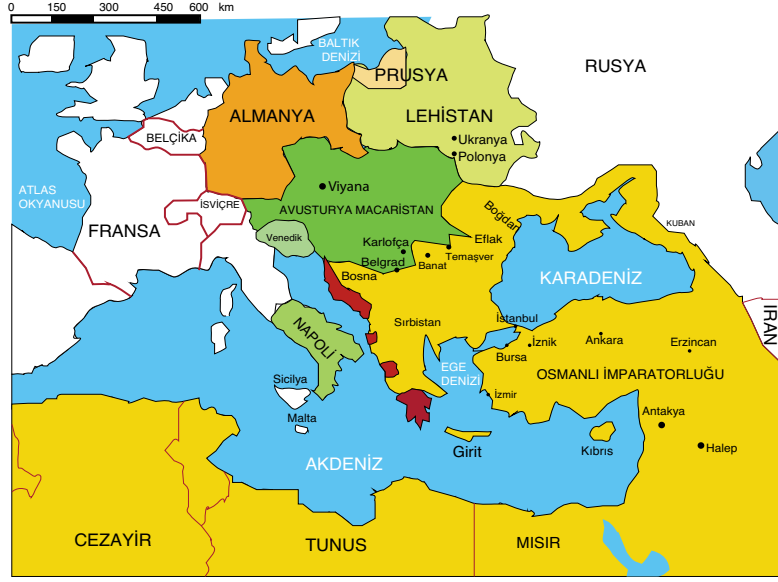 0 150 300 450 600 km
BALTIK
DENİZİ
RUSYA
PRUSYA
ALMANYA
LEHİSTAN
BELÇİKA
Ukranya
Polonya
ATLAS
OKYANUSU
İSVİÇRE
Viyana
AVUSTURYA MACARİSTAN
FRANSA
Venedik
Boğdan
Eflak
KUBAN
Karlofça
Temaşver
Banat
Belgrad
Bosna
KARADENİZ
IRAN
NAPOLİ
Sırbistan
İstanbul
İznik
Ankara
Erzincan
Bursa
EGE
DENİZİ
OSMANLI İMPARATORLUĞU
Sicilya
İzmir
Malta
Antakya
Girit
Kıbrıs
Halep
AKDENİZ
CEZAYİR
TUNUS
MISIR